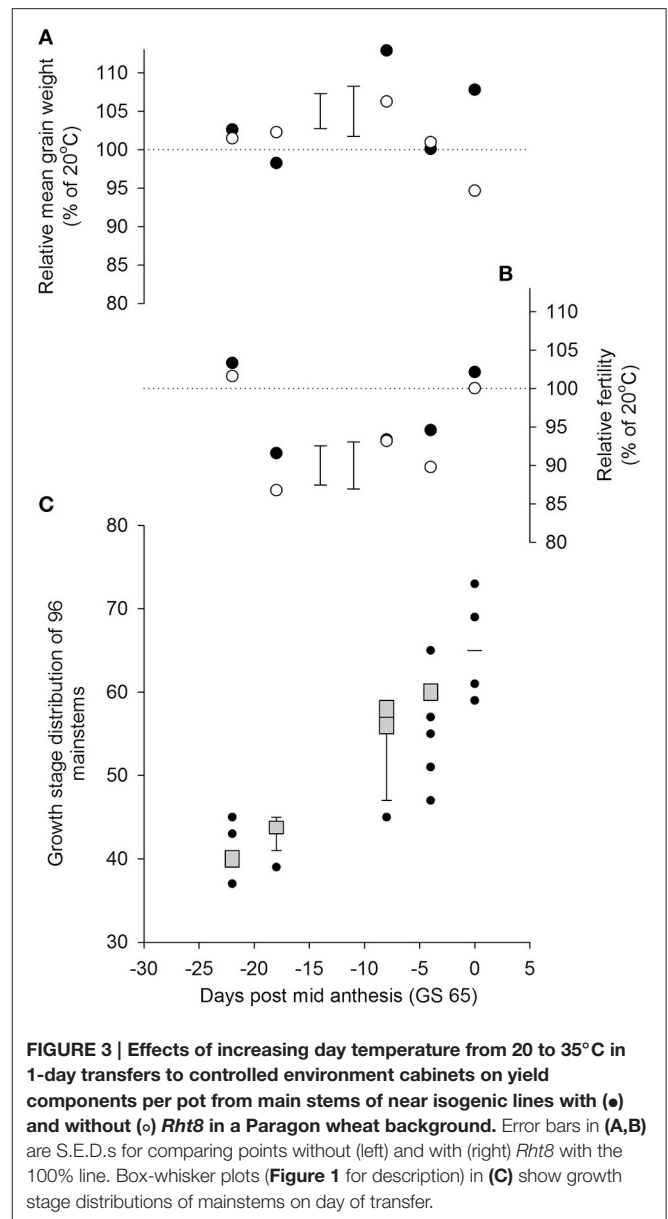 A
Relative mean grain weight
(% of 20°C)
110
105
100
95
90
85
80
B
Relative fertility
(% of 20°C)
110
105
100
95
90
85
80
C
Growth stage distribution of 96
mainstems
80
70
60
50
40
30
-30 -25 -20 -15 -10 -5 0 5
Days post mid anthesis (GS 65)
FIGURE 3 | Effects of increasing day temperature from 20 to 35°C in
1-day transfers to controlled environment cabinets on yield
components per pot from main stems of near isogenic lines with (●)
and without (○) Rht8 in a Paragon wheat background. Error bars in (A,B)
are S.E.D.s for comparing points without (left) and with (right) Rht8 with the
100% line. Box-whisker plots (Figure 1 for description) in (C) show growth
stage distributions of mainstems on day of transfer.